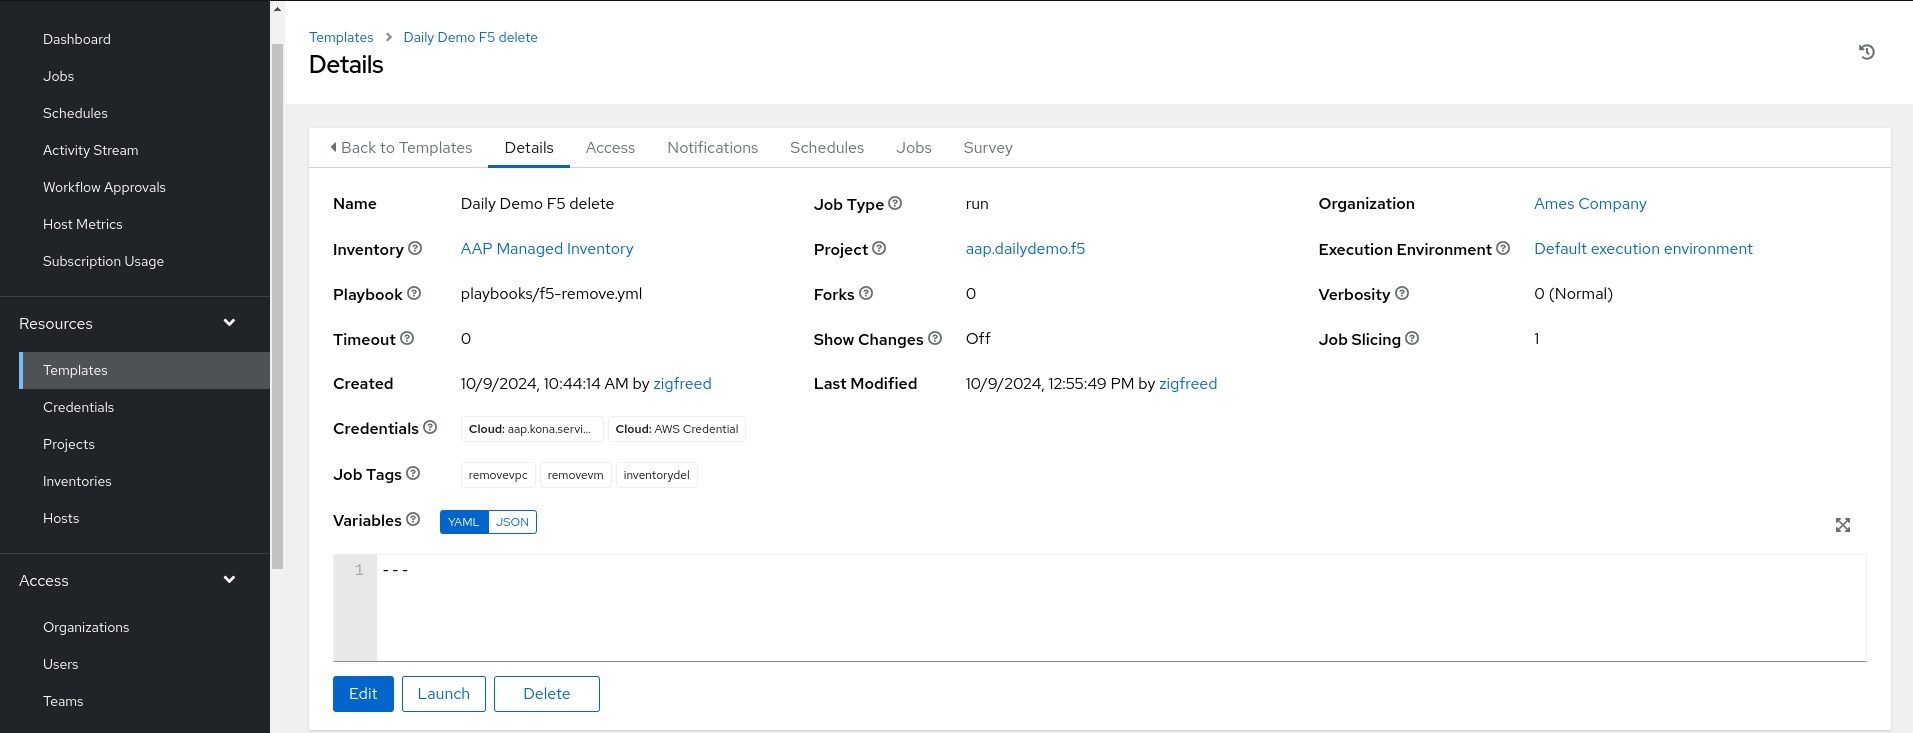 Dashboard
Jobs
Schedules
Activity Stream
Workflow Approvals
Host Metrics
Subscription Usage
Resources
Templates
Credentials
Projects
Inventories
Hosts
Access
Organizations
Users
Teams
Templates > Daily Demo F5 delete
Details
Back to Templates Details Access Notifications Schedules Jobs Survey
Name Daily Demo F5 delete Job Type run Organization Ames Company
Inventory AAP Managed Inventory Project aap.dailydemo.f5 Execution Environment Default execution environment
Playbook playbooks/f5-remove.yml Forks 0 Verbosity 0 (Normal)
Timeout 0 Show Changes Off Job Slicing 1
Created 10/9/2024, 10:44:14 AM by zigfreed Last Modified 10/9/2024, 12:55:49 PM by zigfreed
Credentials Cloud: aap.kona.servi... Cloud: AWS Credential
Job Tags removevpc removevm inventorydel
Variables YAML JSON
1 ---
Edit Launch Delete